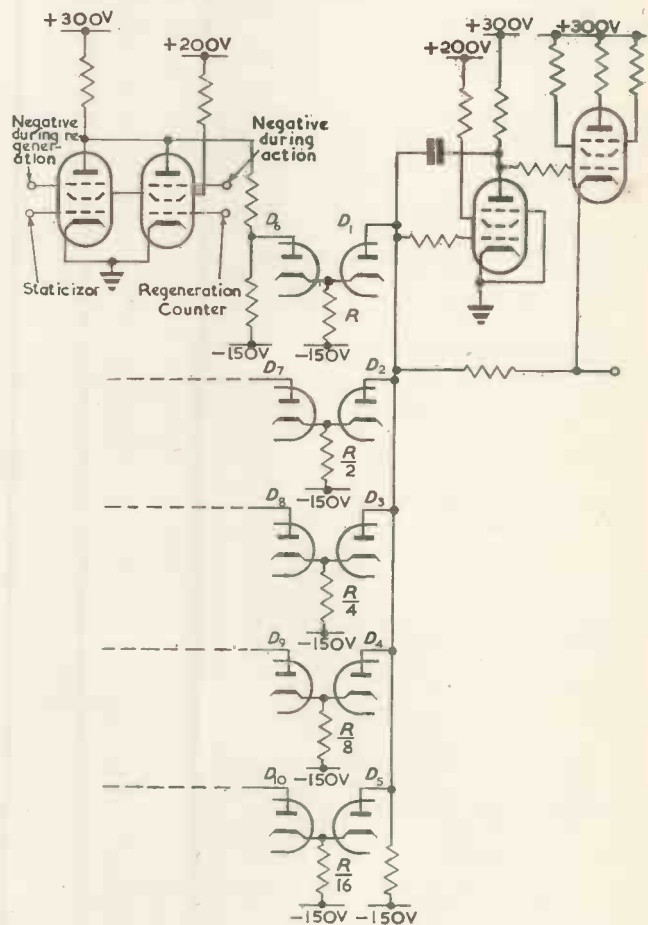 +300V
+200V
Negative during re-
gener-
ation
Negative
during
action
Staticizor
Regeneration
Counter
-150V
D6
D1
R
-150V
+200V
+300V
+300V
D7
D2
R/2
-150V
D8
D3
R/4
-150V
D9
D4
R/8
-150V
D10
D5
R/16
-150V
-150V